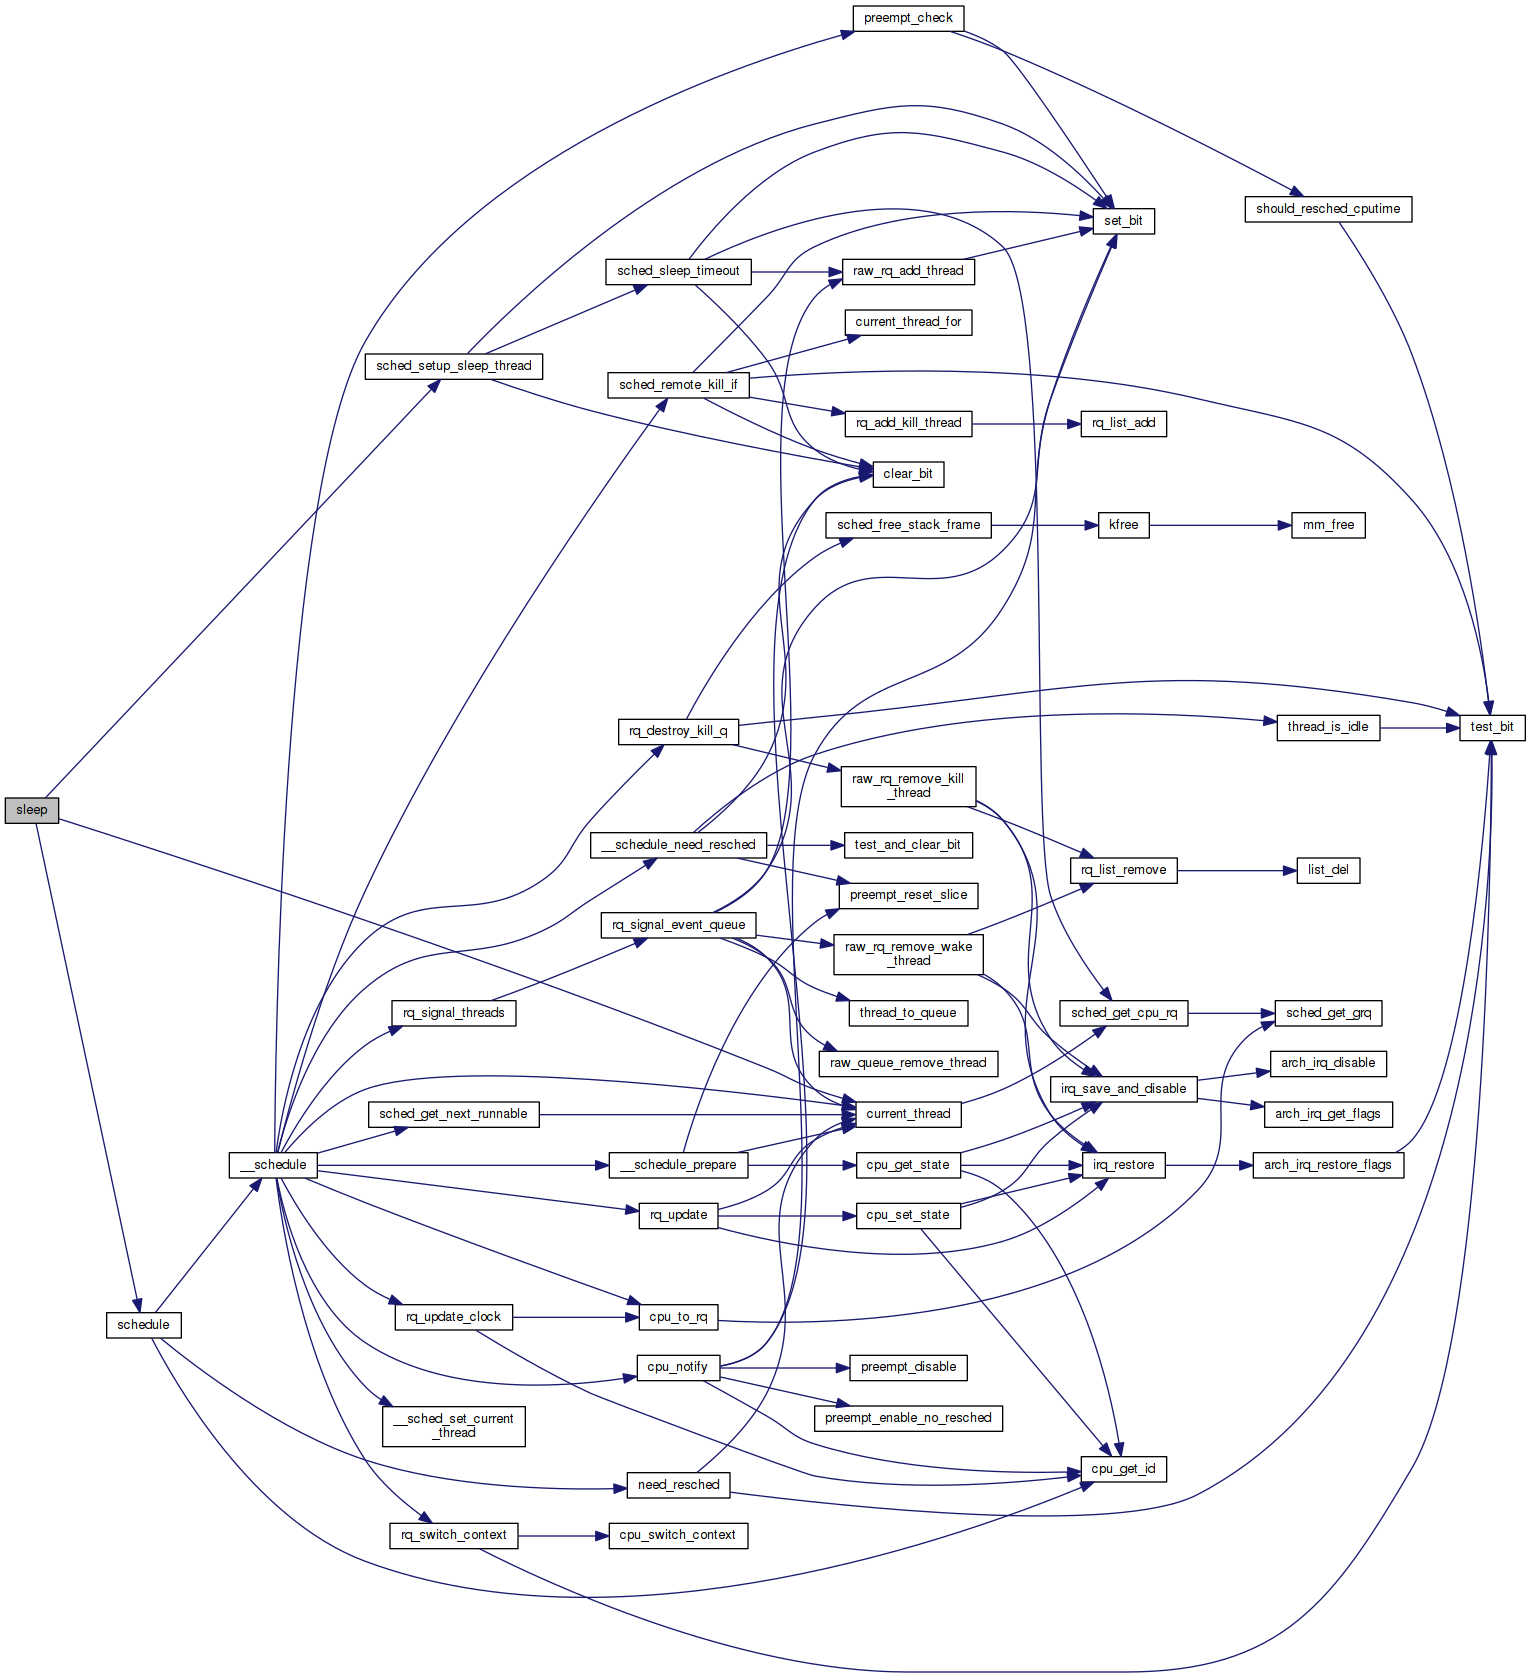 preempt_check
should_resched_cputime
set_bit
sched_sleep_timeout
raw_rq_add_thread
current_thread_for
sched_setup_sleep_thread
sched_remote_kill_if
rq_add_kill_thread
rq_list_add
clear_bit
sched_free_stack_frame
kfree
mm_free
rq_destroy_kill_q
thread_is_idle
test_bit
raw_rq_remove_kill
_thread
sleep
__schedule_need_resched
test_and_clear_bit
rq_list_remove
list_del
preempt_reset_slice
rq_signal_event_queue
raw_rq_remove_wake
_thread
rq_signal_threads
thread_to_queue
sched_get_cpu_rq
sched_get_grq
raw_queue_remove_thread
arch_irq_disable
irq_save_and_disable
sched_get_next_runnable
current_thread
arch_irq_get_flags
__schedule
__schedule_prepare
cpu_get_state
irq_restore
arch_irq_restore_flags
rq_update
cpu_set_state
schedule
rq_update_clock
cpu_to_rq
cpu_notify
preempt_disable
__sched_set_current
_thread
preempt_enable_no_resched
need_resched
cpu_get_id
rq_switch_context
cpu_switch_context